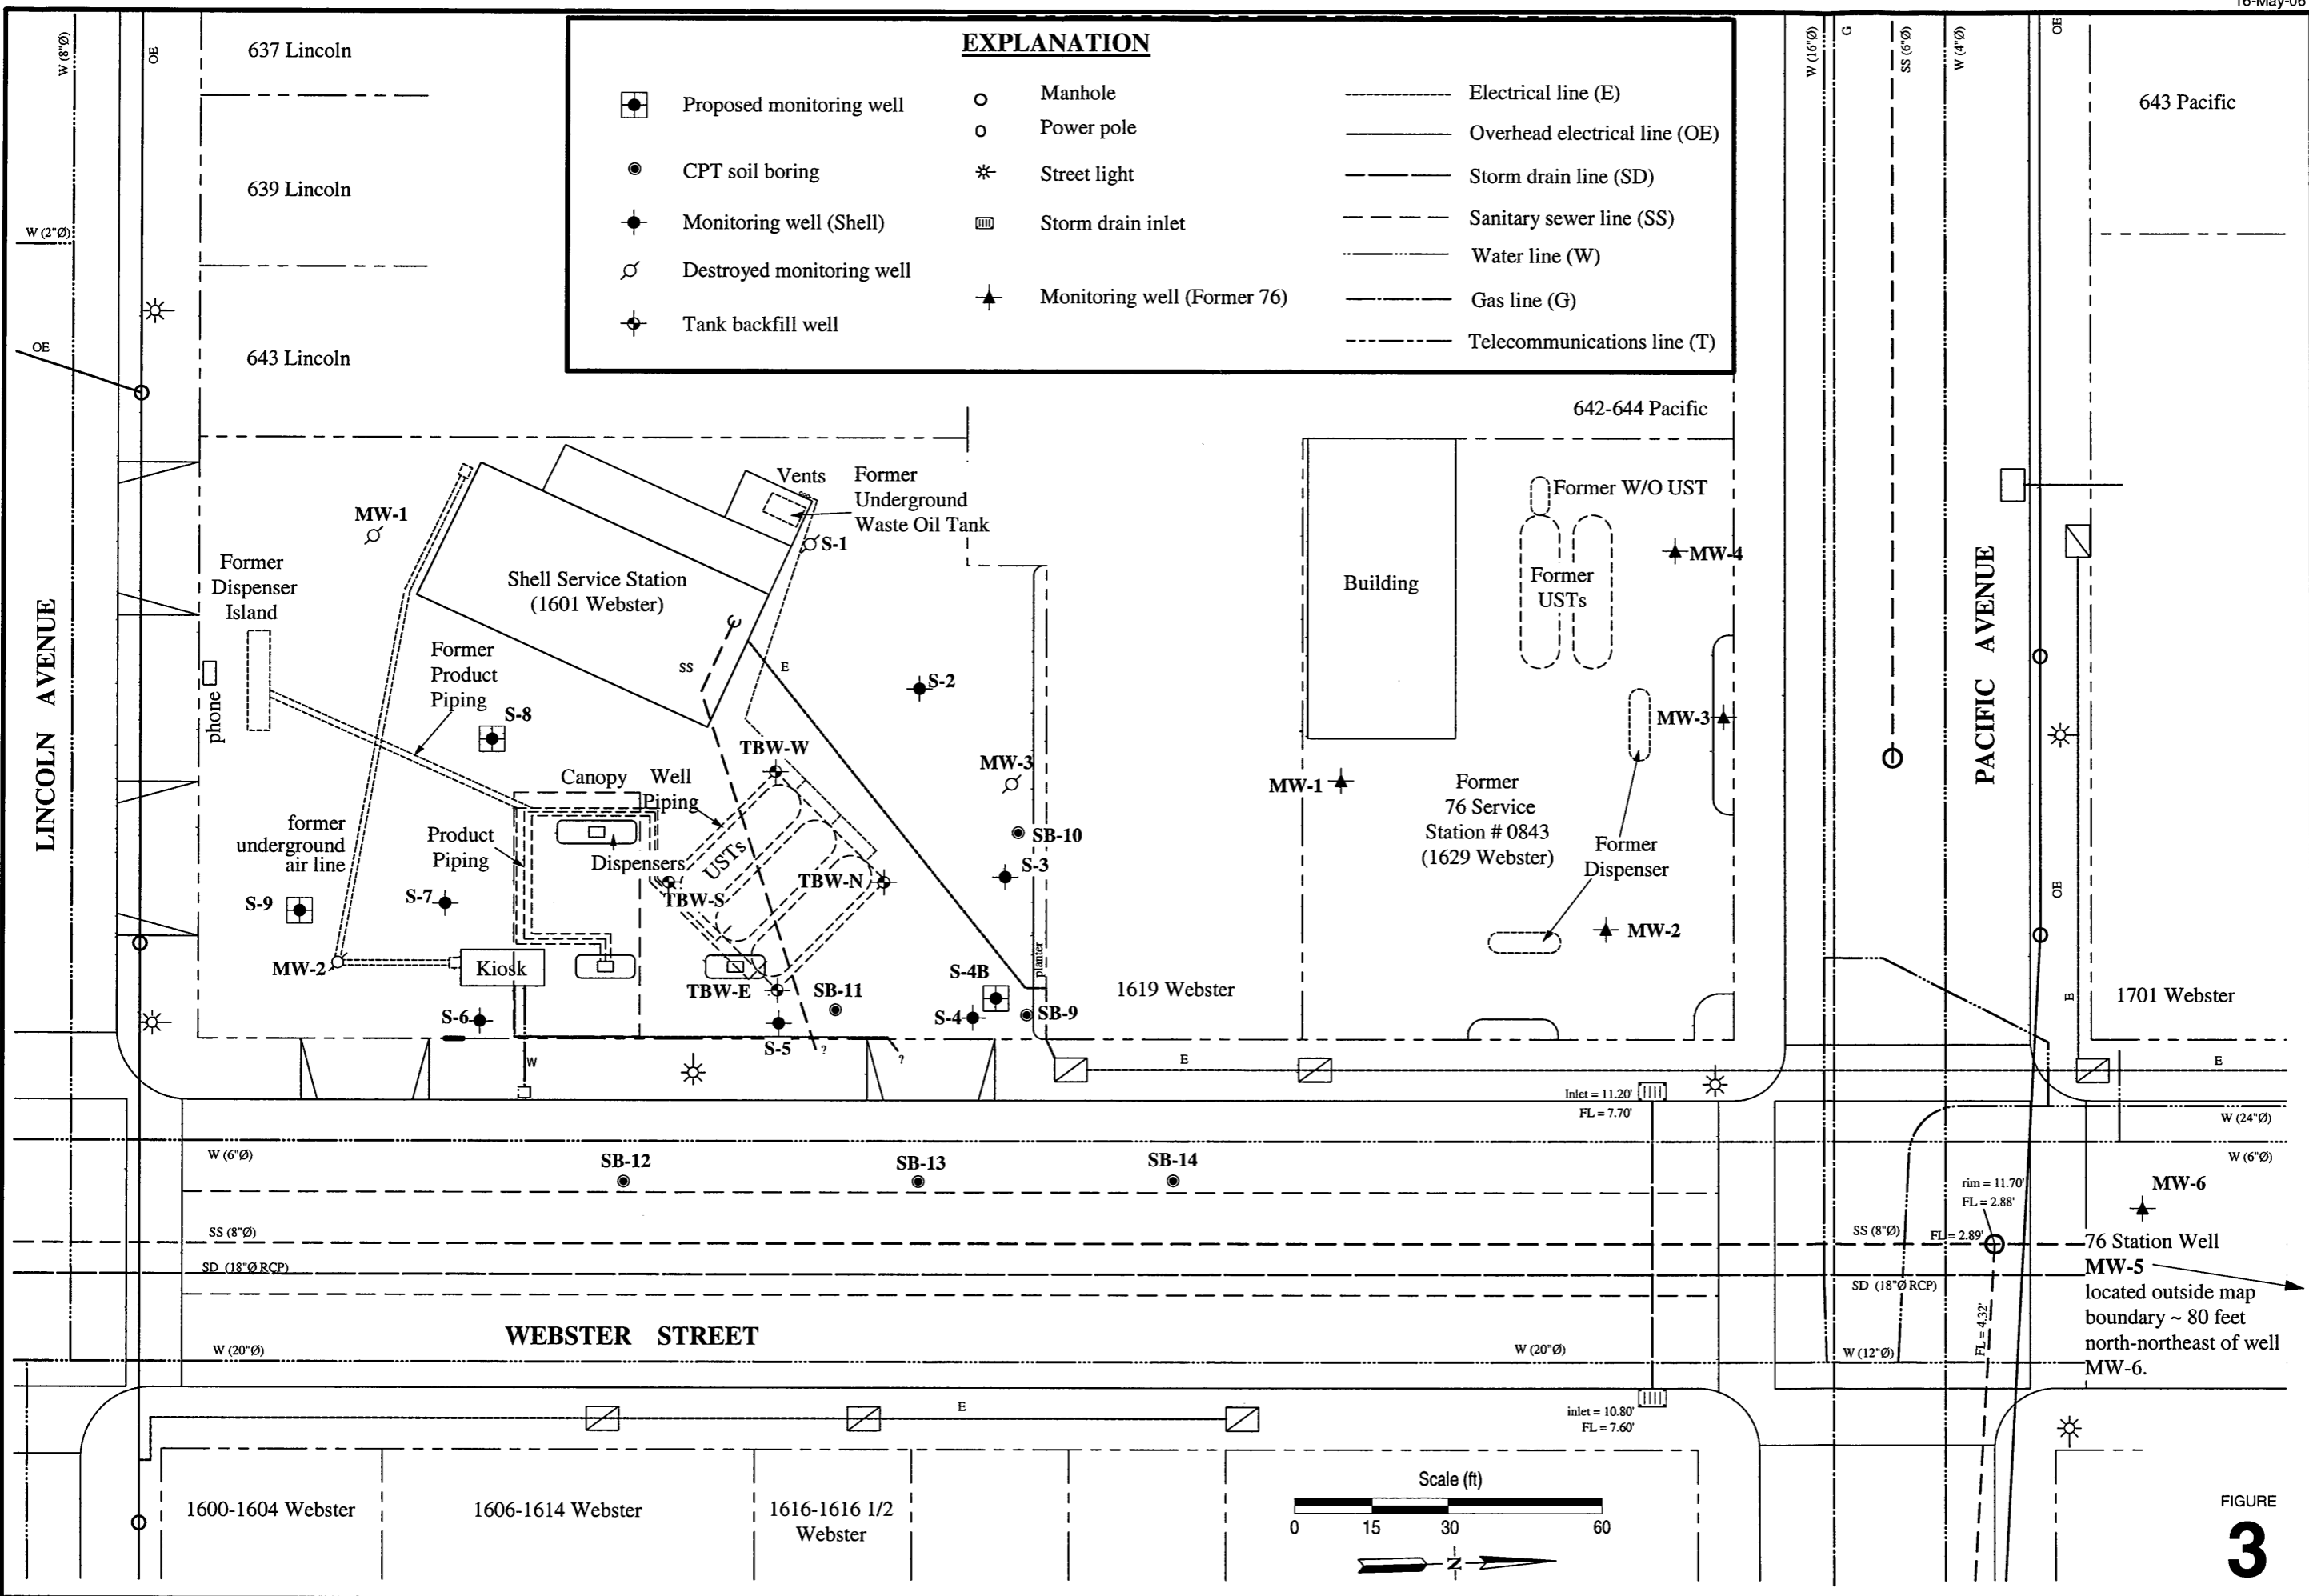 16-May-06
EXPLANATION
Proposed monitoring well
CPT soil boring
Monitoring well (Shell)
Destroyed monitoring well
Tank backfill well
Manhole
Power pole
Street light
Storm drain inlet
Monitoring well (Former 76)
Electrical line (E)
Overhead electrical line (OE)
Storm drain line (SD)
Sanitary sewer line (SS)
Water line (W)
Gas line (G)
Telecommunications line (T)
W (8"Ø)
OE
637 Lincoln
639 Lincoln
643 Lincoln
W (2"Ø)
OE
LINCOLN AVENUE
W (16"Ø)
G
SS (6"Ø)
W (4"Ø)
OE
643 Pacific
642-644 Pacific
PACIFIC AVENUE
MW-1
Vents
Former
Underground
Waste Oil Tank
S-1
Shell Service Station
(1601 Webster)
Former
Dispenser
Island
phone
Former
Product
Piping
S-8
SS
E
S-2
TBW-W
MW-3
Canopy
Well
Piping
former
underground
air line
Product
Piping
Dispensers
USTs
SB-10
S-3
TBW-N
TBW-S
S-9
S-7
MW-2
Kiosk
S-4B
planter
TBW-E
SB-11
S-6
S-4
SB-9
S-5
?
?
W
Building
Former W/O UST
Former
USTs
MW-4
MW-3
MW-1
Former
76 Service
Station # 0843
(1629 Webster)
Former
Dispenser
MW-2
1619 Webster
OE
E
1701 Webster
E
E
Inlet = 11.20'
FL = 7.70'
W (24"Ø)
W (6"Ø)
W (6"Ø)
SB-12
SB-13
SB-14
rim = 11.70'
FL = 2.88'
MW-6
SS (8"Ø)
SS (8"Ø)
FL = 2.89'
SD (18"Ø RCP)
SD (18"Ø RCP)
FL = 4.32'
76 Station Well
MW-5
located outside map
boundary ~ 80 feet
north-northeast of well
MW-6.
WEBSTER STREET
W (20"Ø)
W (20"Ø)
W (12"Ø)
E
inlet = 10.80'
FL = 7.60'
1600-1604 Webster
1606-1614 Webster
1616-1616 1/2
Webster
Scale (ft)
0 15 30 60
N
FIGURE
3